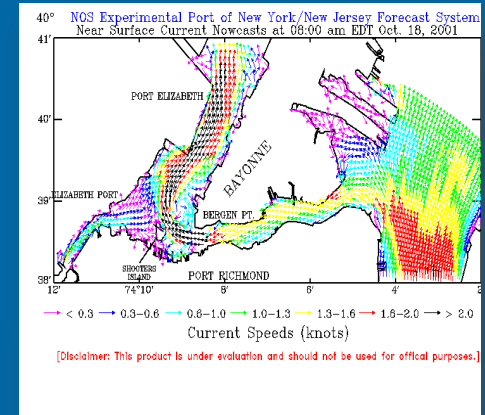 NOS Experimental Port of New York/New Jersey Forecast System
Near Surface Current Nowcasts at 08:00 am EDT Oct. 18, 2001
40°
41'
PORT ELIZABETH
40'
BAYONNE
ELIZABETH PORT
39'
BERGEN PT.
SHOOTERS
ISLAND
PORT RICHMOND
38'
12' 74°10' 8' 6' 4' 2
< 0.3 0.3-0.6 0.6-1.0 1.0-1.3 1.3-1.6 1.6-2.0 > 2.0
Current Speeds (knots)
[Disclaimer: This product is under evaluation and should not be used for offical purposes.]